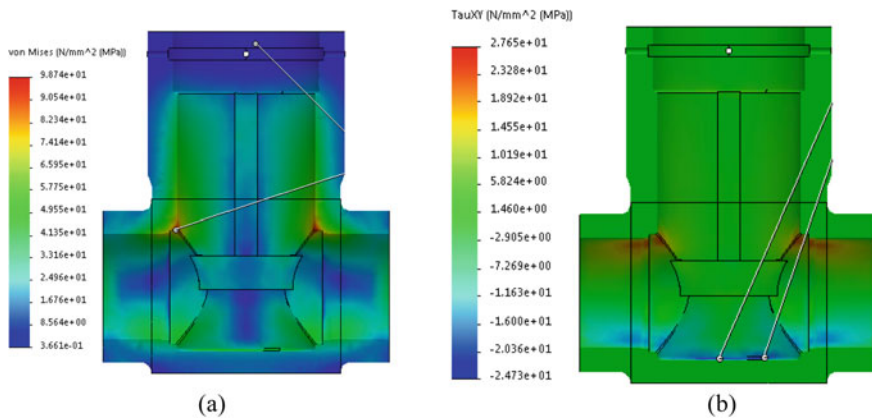 von Mises (N/mm^2 (MPa))
9.874e+01
9.054e+01
8.234e+01
7.414e+01
6.595e+01
5.775e+01
4.955e+01
4.135e+01
3.316e+01
2.496e+01
1.676e+01
8.564e+00
3.661e-01
(a)
TauXY (N/mm^2 (MPa))
2.765e+01
2.328e+01
1.892e+01
1.455e+01
1.019e+01
5.825e+00
1.460e+00
-2.905e+00
-7.269e+00
-1.163e+01
-1.600e+01
-2.036e+01
-2.473e+01
(b)